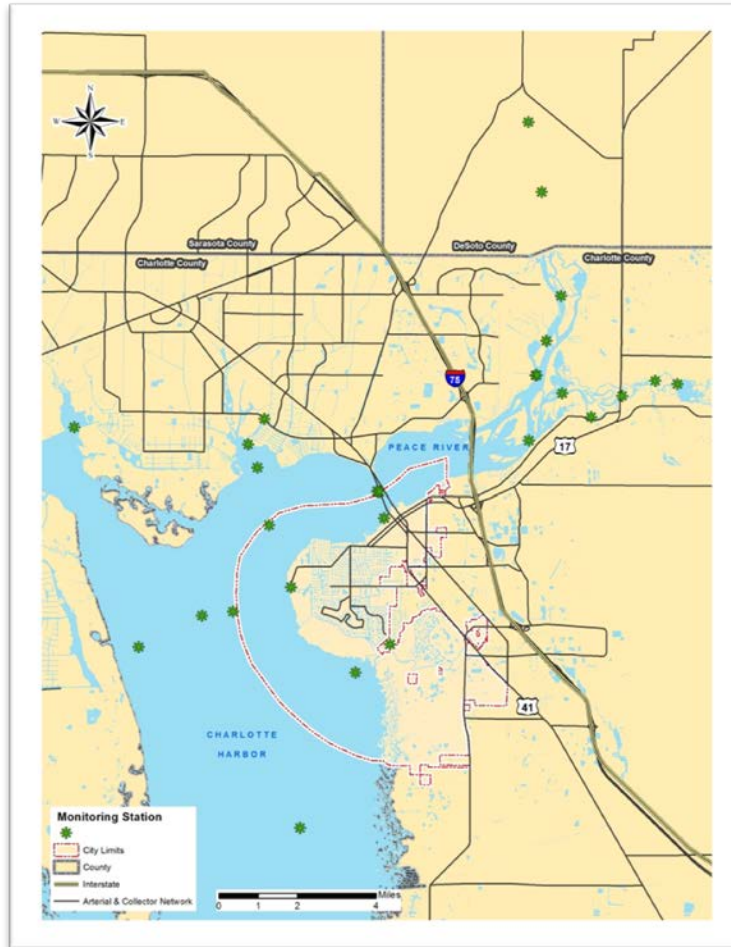 N
W
E
S
Sarasota County
Charlotte County
DeSoto County
Charlotte County
75
PEACE RIVER
17
41
CHARLOTTE
HARBOR
Monitoring Station
City Limits
County
Interstate
Arterial & Collector Network
Miles
0 1 2 4